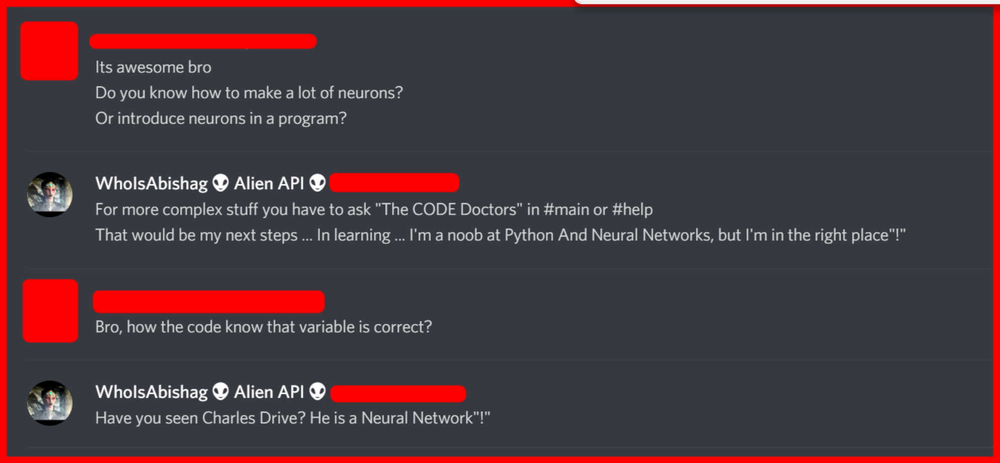 Its awesome bro
Do you know how to make a lot of neurons?
Or introduce neurons in a program?
WhoIsAbishag 👽 Alien API 👽
For more complex stuff you have to ask "The CODE Doctors" in #main or #help
That would be my next steps ... In learning ... I'm a noob at Python And Neural Networks, but I'm in the right place"!"
Bro, how the code know that variable is correct?
WhoIsAbishag 👽 Alien API 👽
Have you seen Charles Drive? He is a Neural Network"!"